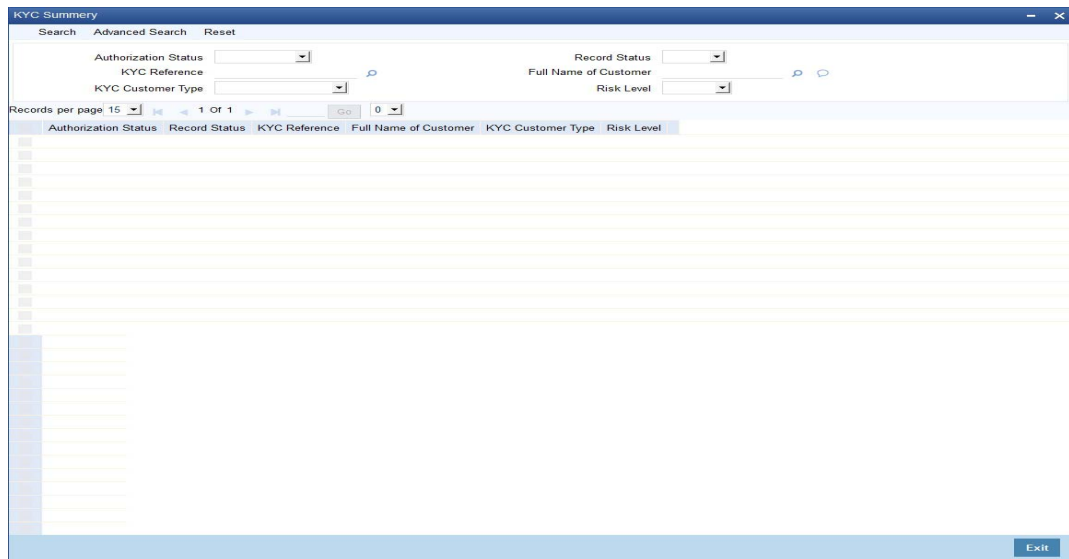 KYC Summery
Search Advanced Search Reset
Authorization Status Record Status
KYC Reference Full Name of Customer
KYC Customer Type Risk Level
Records per page 15 1 Of 1 Go 0
Authorization Status Record Status KYC Reference Full Name of Customer KYC Customer Type Risk Level
Exit